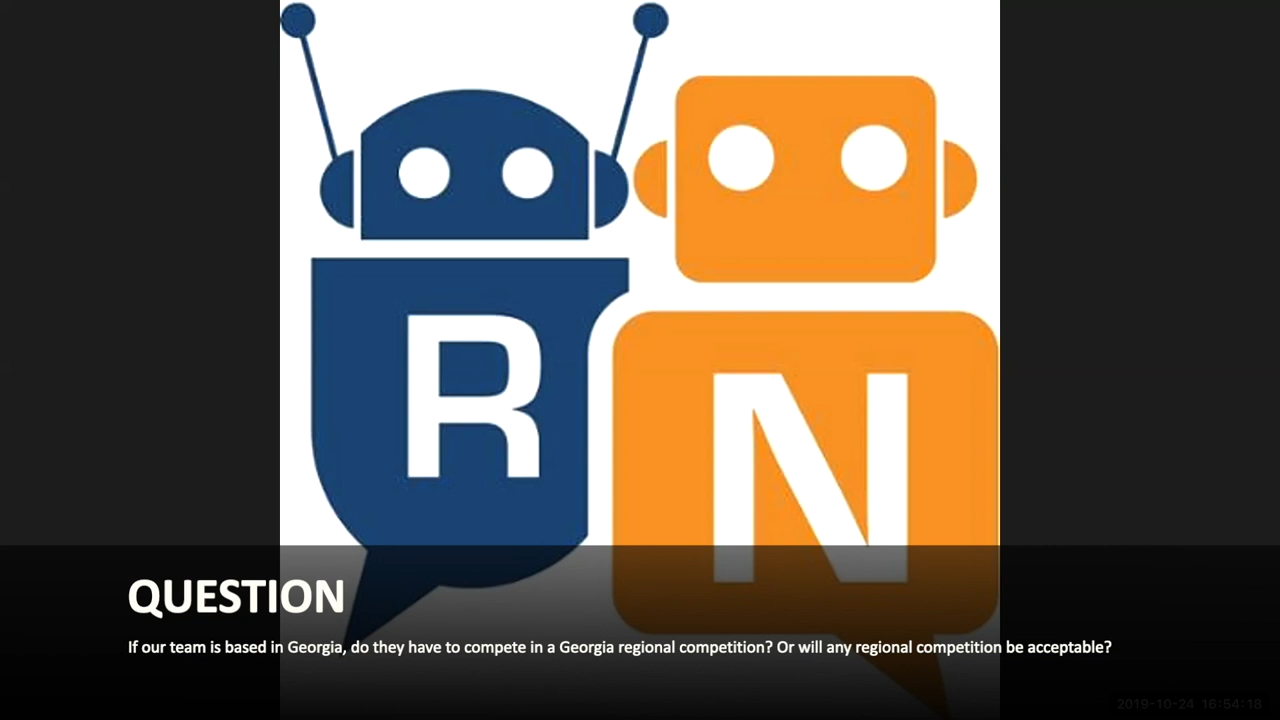 R
N
QUESTION
If our team is based in Georgia, do they have to compete in a Georgia regional competition? Or will any regional competition be acceptable?
2019-10-24 16:54:18